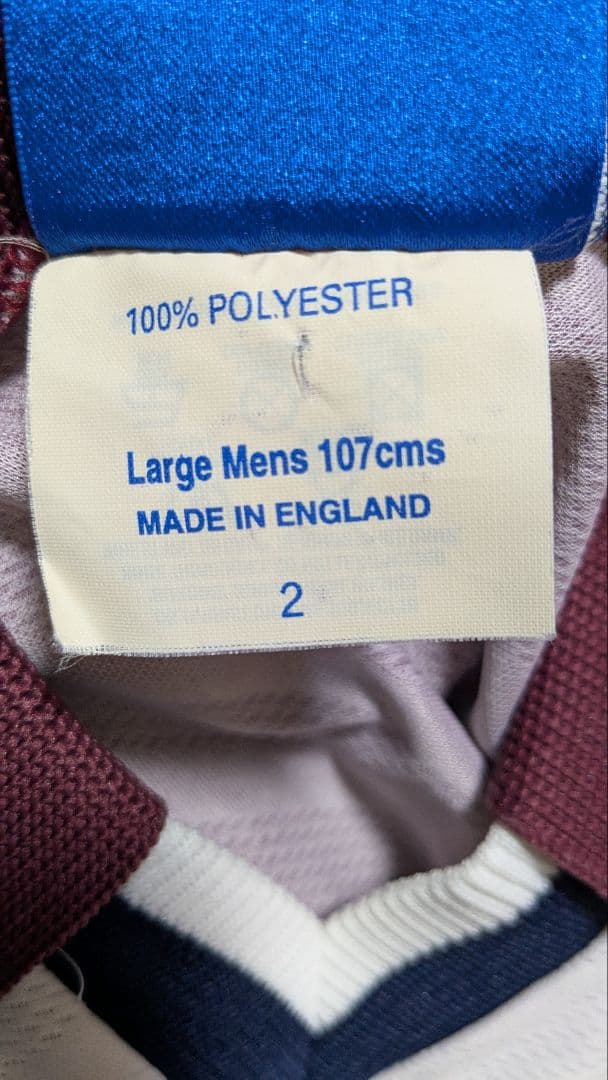 100% POLYESTER
Large Mens 107cms
MADE IN ENGLAND
2